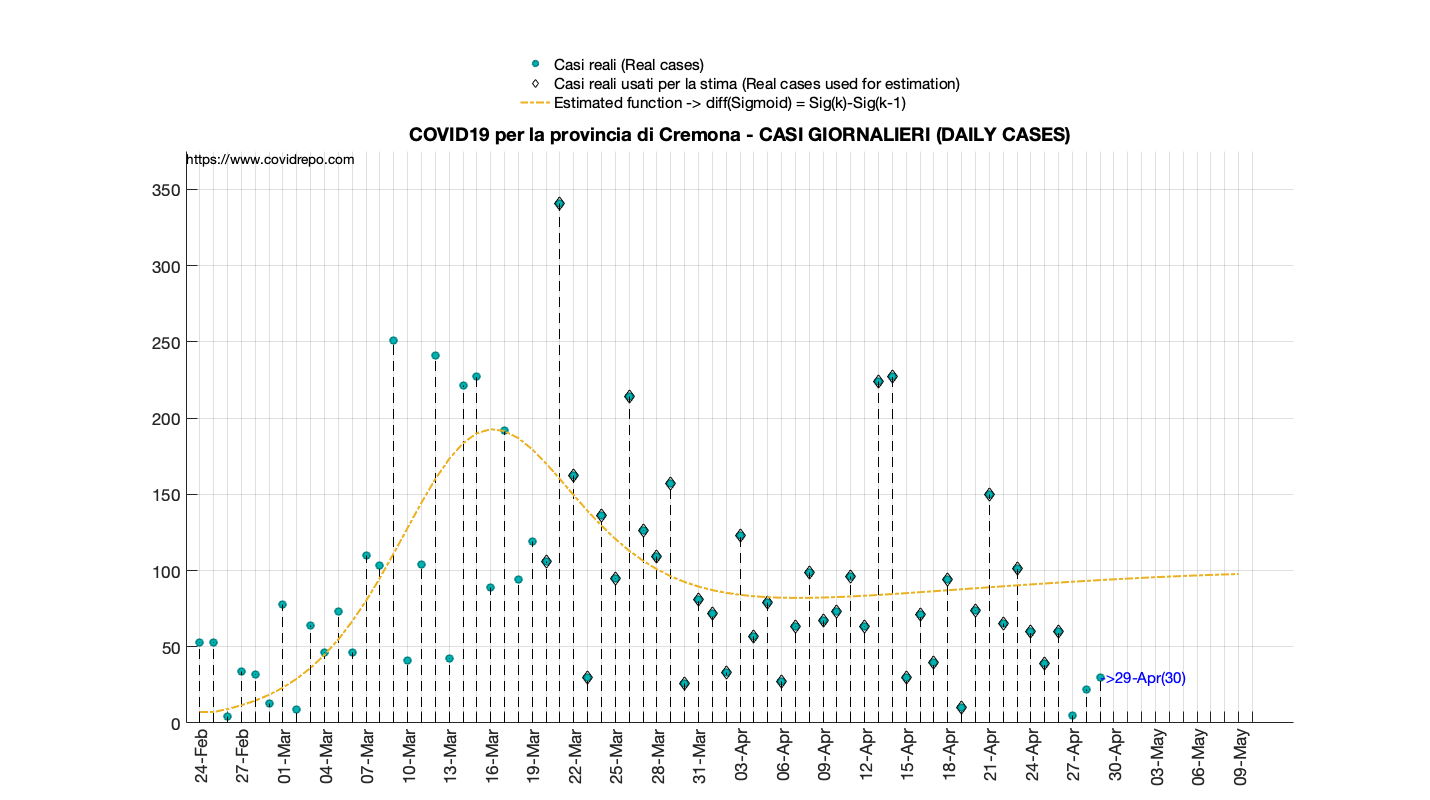 Casi reali (Real cases)
Casi reali usati per la stima (Real cases used for estimation)
Estimated function -> diff(Sigmoid) = Sig(k)-Sig(k-1)
COVID19 per la provincia di Cremona - CASI GIORNALIERI (DAILY CASES)
https://www.covidrepo.com
350
300
250
200
150
100
50
0
>29-Apr(30)
24-Feb
27-Feb
01-Mar
04-Mar
07-Mar
10-Mar
13-Mar
16-Mar
19-Mar
22-Mar
25-Mar
28-Mar
31-Mar
03-Apr
06-Apr
09-Apr
12-Apr
15-Apr
18-Apr
21-Apr
24-Apr
27-Apr
30-Apr
03-May
06-May
09-May